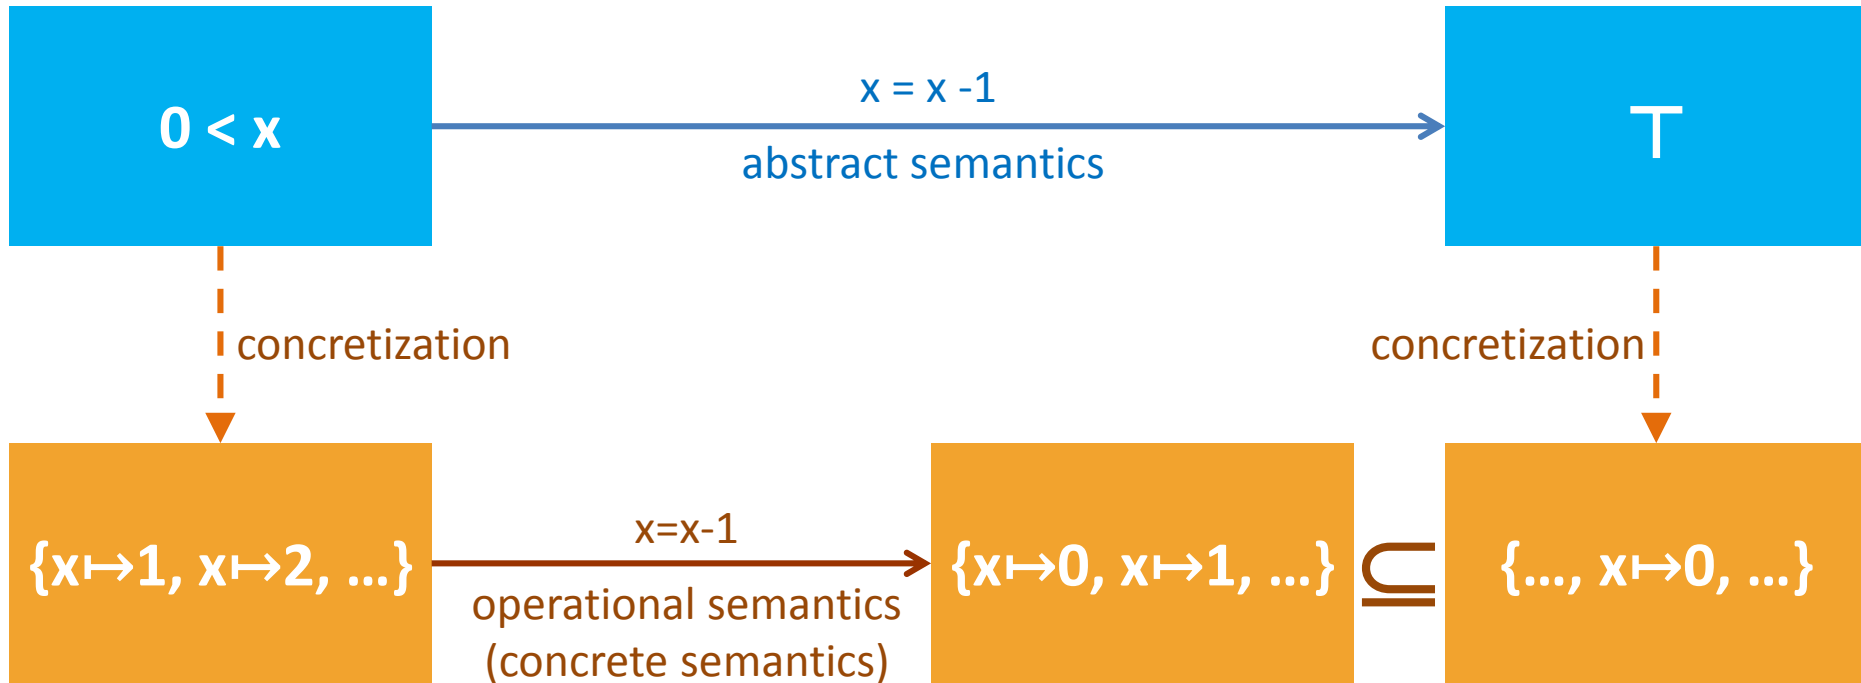 x = x -1
0 < x
⊤
abstract semantics
concretization
concretization
x=x-1
{x↦1, x↦2, …}
{x↦0, x↦1, …}
⊆
{…, x↦0, …}
operational semantics
(concrete semantics)